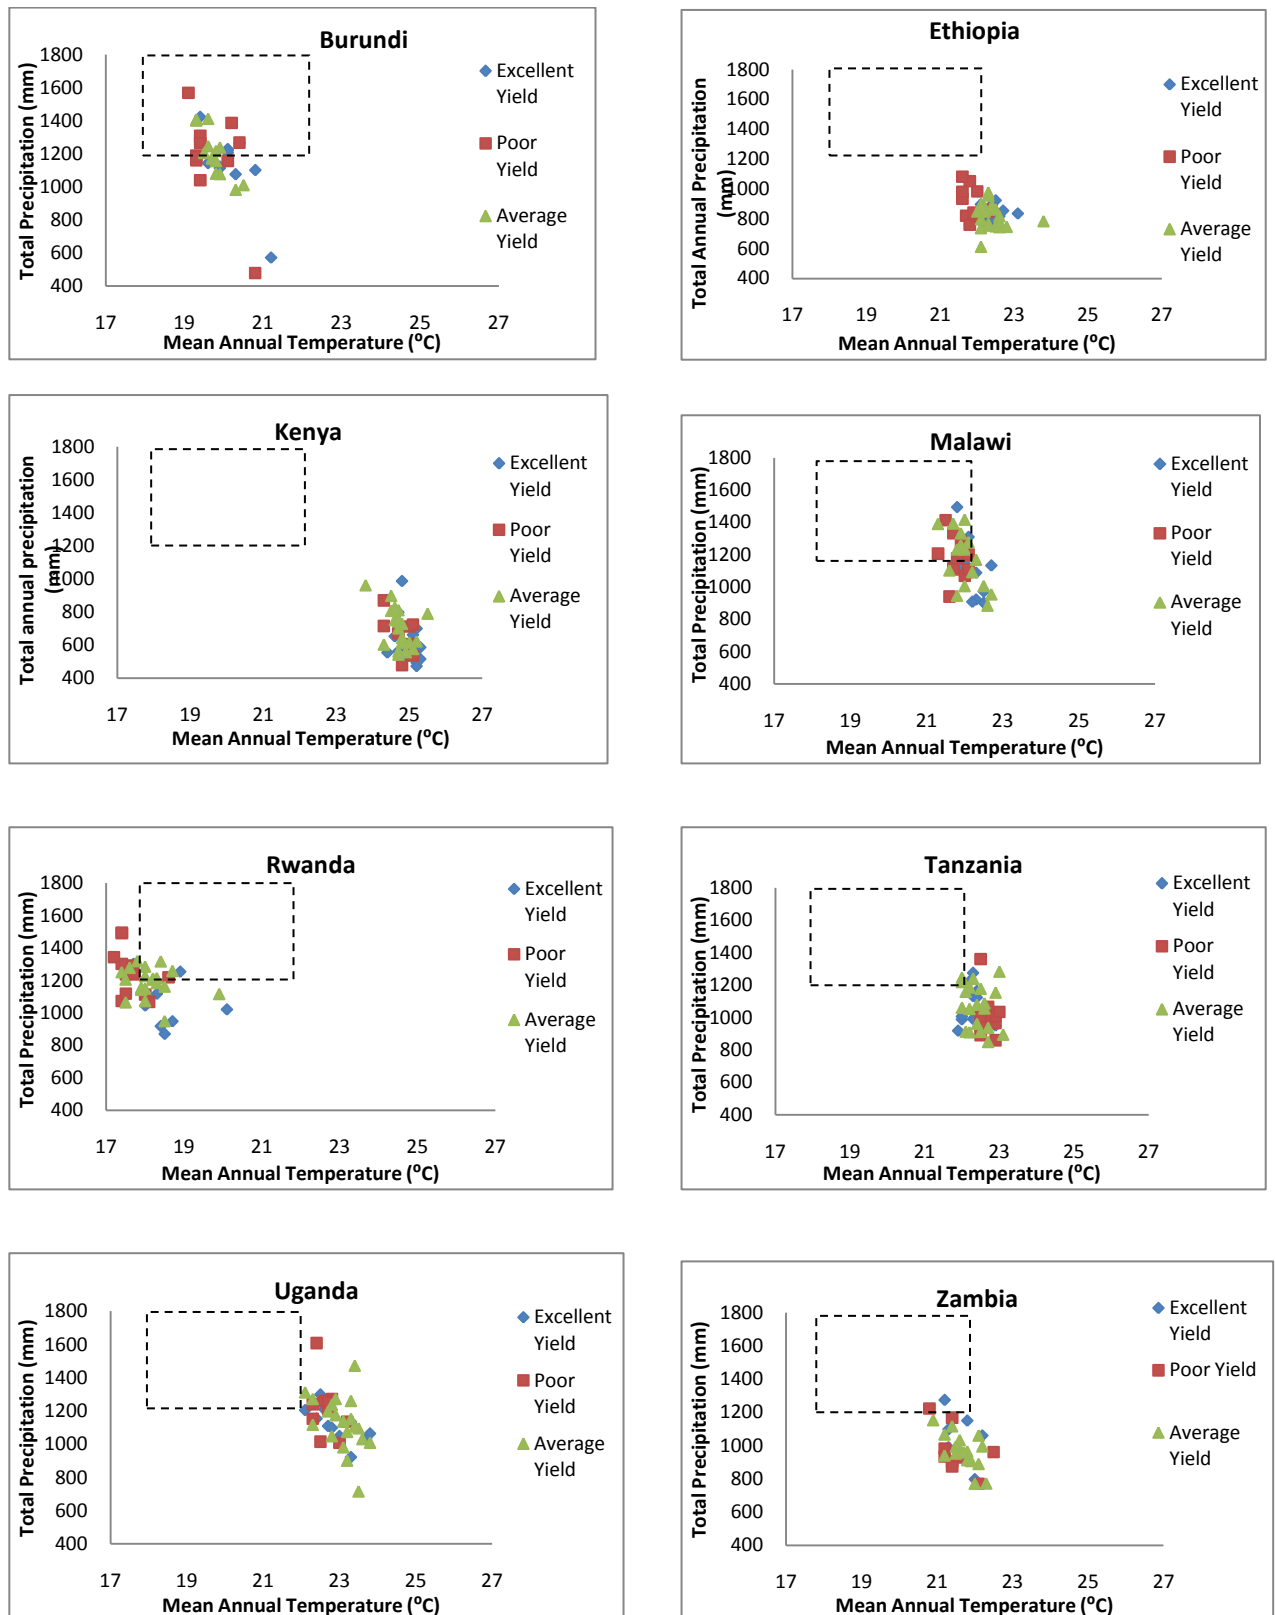 Burundi
Total Precipitation (mm)
1800
1600
1400
1200
1000
800
600
400
17 19 21 23 25 27
Mean Annual Temperature (⁰C)
Excellent
Yield
Poor
Yield
Average
Yield
Ethiopia
Total Annual Precipitation
(mm)
1800
1600
1400
1200
1000
800
600
400
17 19 21 23 25 27
Mean Annual Temperature (⁰C)
Excellent
Yield
Poor
Yield
Average
Yield
Kenya
Total annual precipitation
(mm)
1800
1600
1400
1200
1000
800
600
400
17 19 21 23 25 27
Mean Annual Temperature (⁰C)
Excellent
Yield
Poor
Yield
Average
Yield
Malawi
Total Precipitation (mm)
1800
1600
1400
1200
1000
800
600
400
17 19 21 23 25 27
Mean Annual Temperature (⁰C)
Excellent
Yield
Poor
Yield
Average
Yield
Rwanda
Total Precipitation (mm)
1800
1600
1400
1200
1000
800
600
400
17 19 21 23 25 27
Mean Annual Temperature (⁰C)
Excellent
Yield
Poor
Yield
Average
Yield
Tanzania
Total Precipitation (mm)
1800
1600
1400
1200
1000
800
600
400
17 19 21 23 25 27
Mean Annual Temperature (⁰C)
Excellent
Yield
Poor
Yield
Average
Yield
Uganda
Total Precipitation (mm)
1800
1600
1400
1200
1000
800
600
400
17 19 21 23 25 27
Mean Annual Temperature (⁰C)
Excellent
Yield
Poor
Yield
Average
Yield
Zambia
Total Precipitation (mm)
1800
1600
1400
1200
1000
800
600
400
17 19 21 23 25 27
Mean Annual Temperature (⁰C)
Excellent
Yield
Poor Yield
Average
Yield